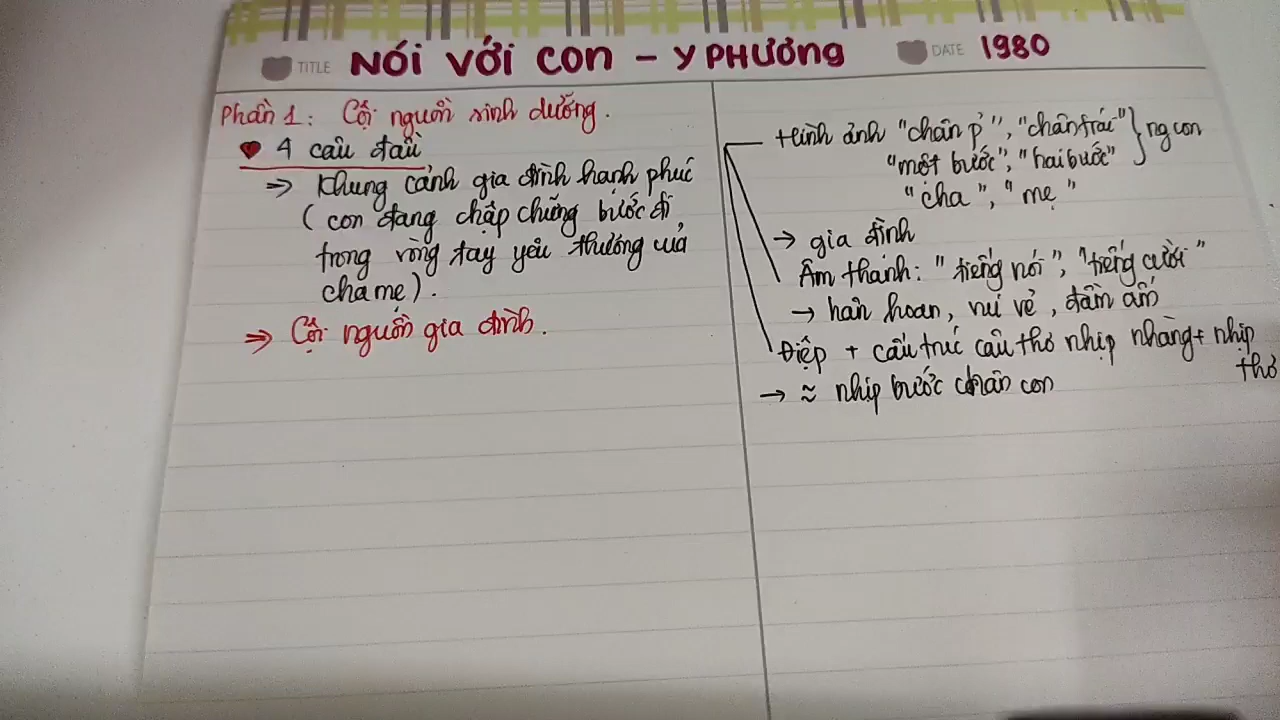 TITLE NÓI VỚI CON - Y PHƯƠNG DATE 1980
Phần 1: Cội nguồn sinh dưỡng.
4 câu đầu
⇒ Khung cảnh gia đình hạnh phúc
( con đang chập chững bước đi
trong vòng tay yêu thương của
cha mẹ ).
⇒ Cội nguồn gia đình.
+ Hình ảnh "chân p̉", "chân trái" } ng con
"một bước", "hai bước"
"cha", "mẹ"
→ gia đình
Âm thanh: "tiếng nói", "tiếng cười"
→ hân hoan, vui vẻ, đầm ấm
Điệp + cấu trúc câu thơ nhịp nhàng + nhịp
thơ
→ ≈ nhịp bước chân con